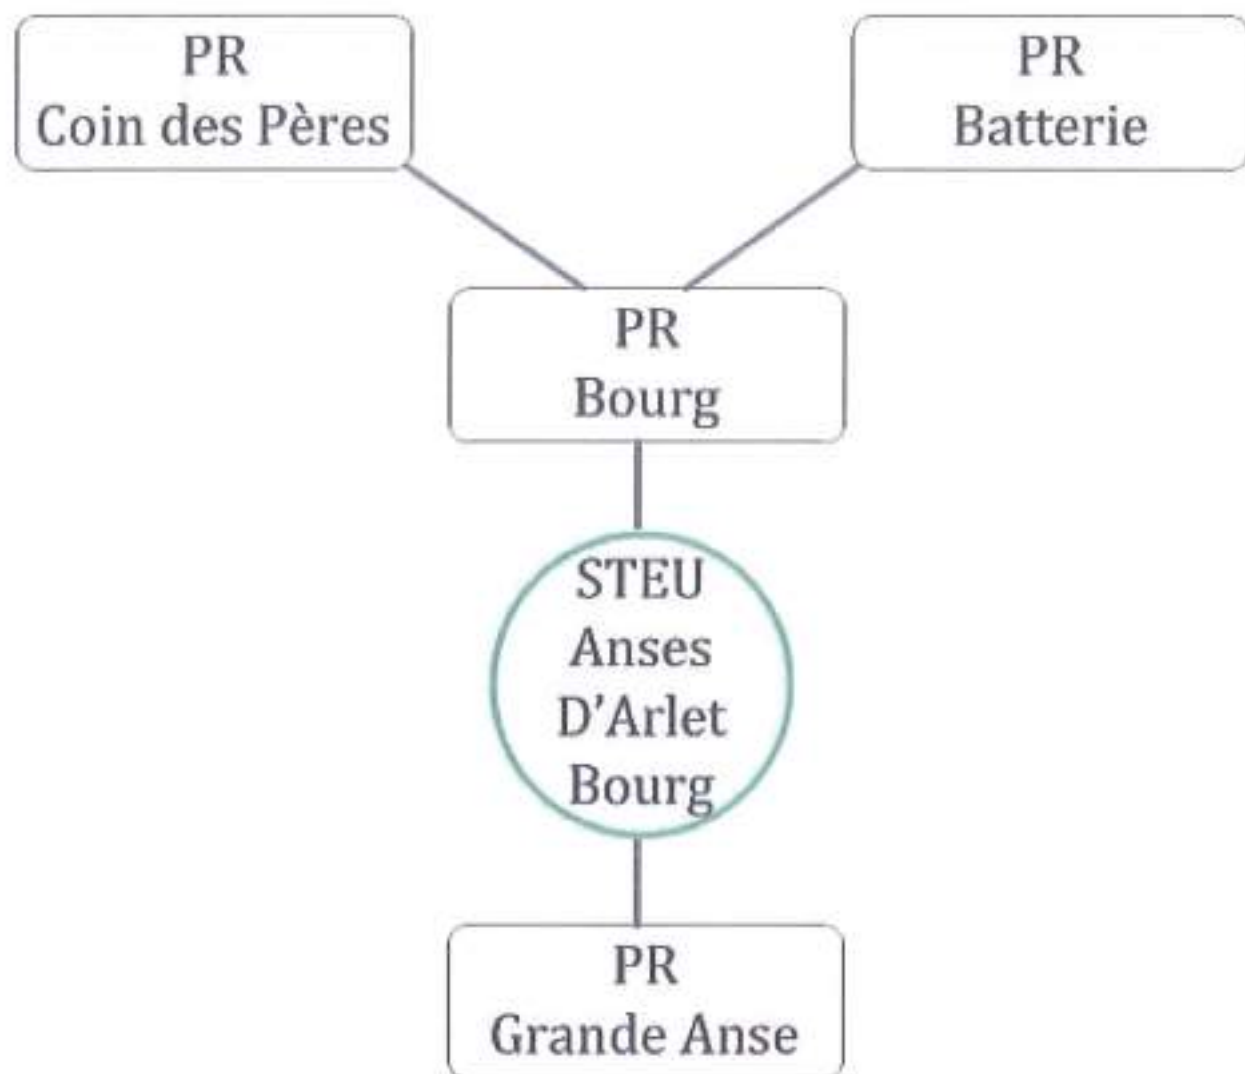 PR
Coin des Pères
PR
Batterie
PR
Bourg
STEU
Anses
D'Arlet
Bourg
PR
Grande Anse